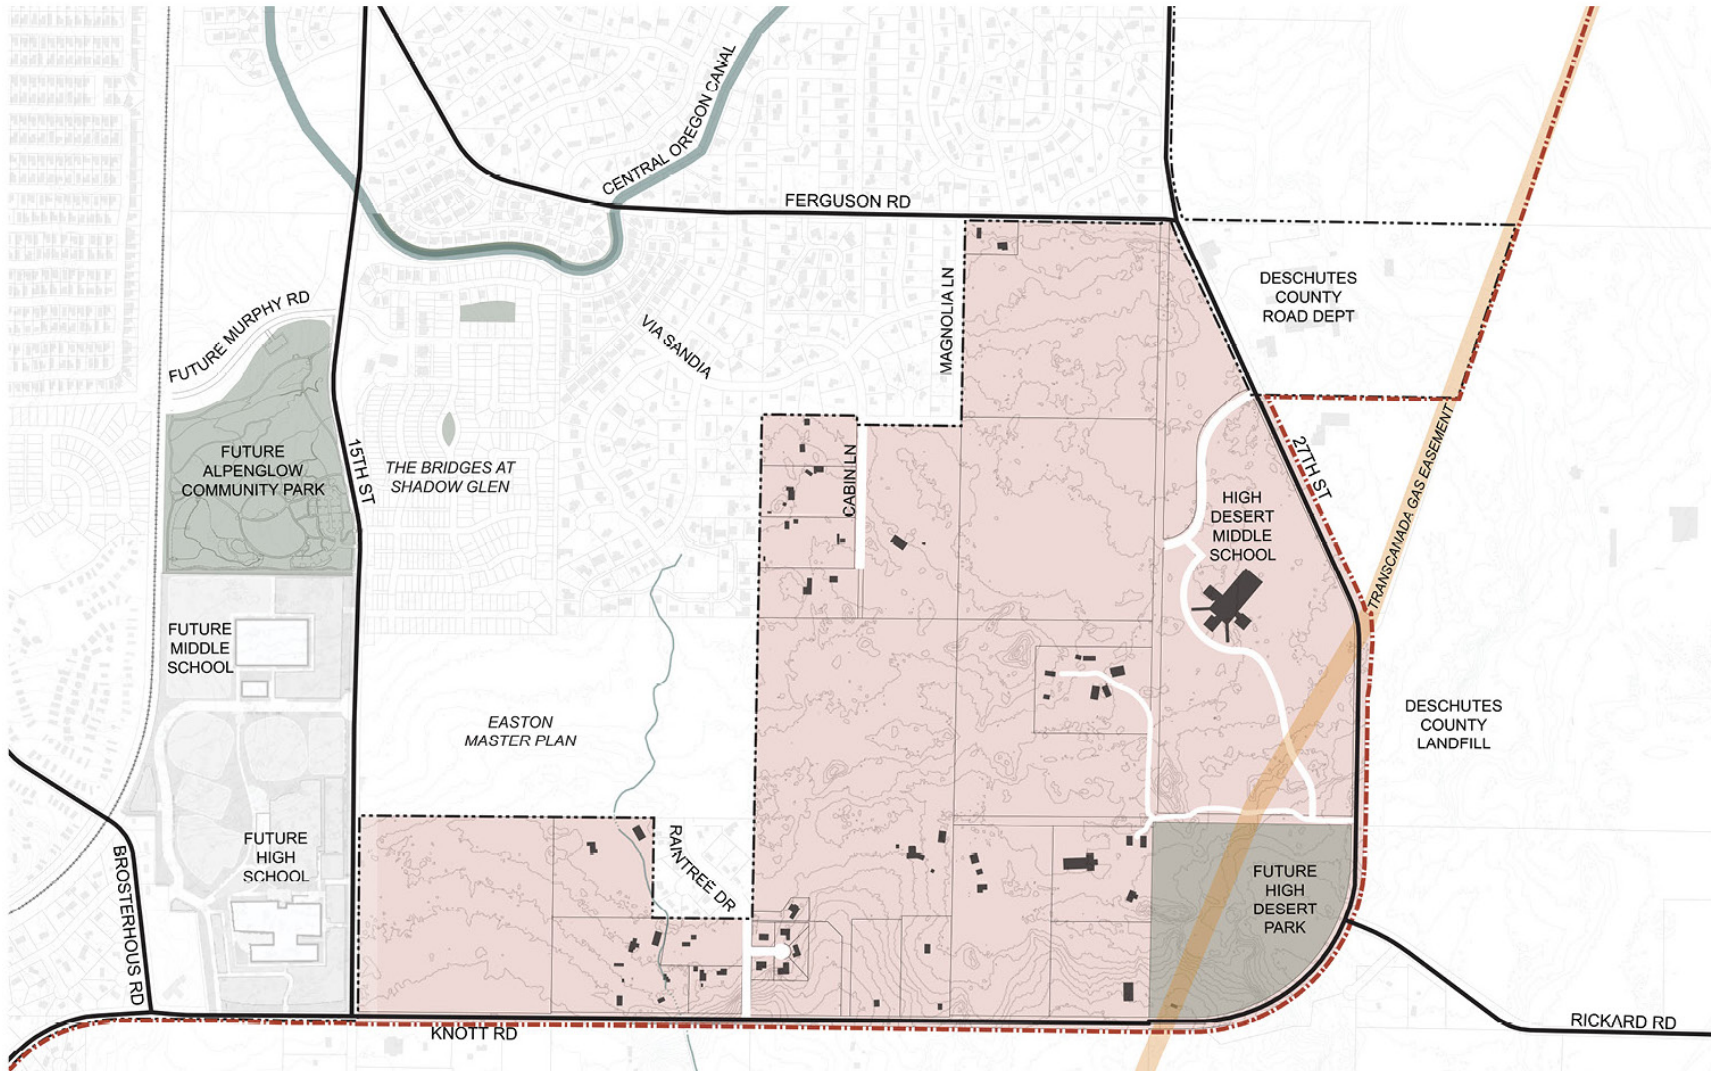 CENTRAL OREGON CANAL
FERGUSON RD
MAGNOLIA LN
DESCHUTES
COUNTY
ROAD DEPT
FUTURE MURPHY RD
VIA SANDIA
15TH ST
FUTURE
ALPENGLOW
COMMUNITY PARK
THE BRIDGES AT
SHADOW GLEN
CABIN LN
27TH ST
TRANSCANADA GAS EASEMENT
HIGH
DESERT
MIDDLE
SCHOOL
FUTURE
MIDDLE
SCHOOL
EASTON
MASTER PLAN
DESCHUTES
COUNTY
LANDFILL
BROSTERHOUS RD
FUTURE
HIGH
SCHOOL
RAINTREE DR
FUTURE
HIGH
DESERT
PARK
KNOTT RD
RICKARD RD